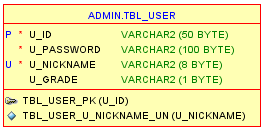 ADMIN.TBL_USER
P * U_ID VARCHAR2 (50 BYTE)
* U_PASSWORD VARCHAR2 (100 BYTE)
U * U_NICKNAME VARCHAR2 (8 BYTE)
U_GRADE VARCHAR2 (1 BYTE)
TBL_USER_PK (U_ID)
TBL_USER_U_NICKNAME_UN (U_NICKNAME)